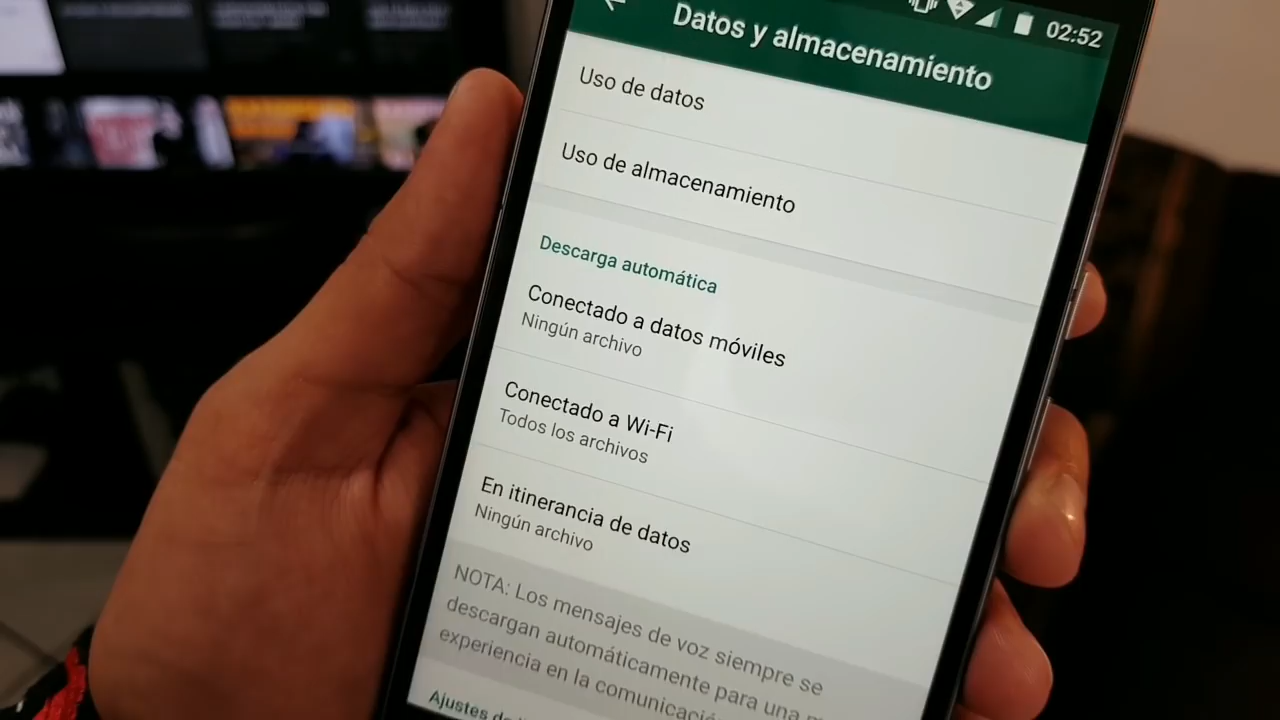 02:52
Datos y almacenamiento
Uso de datos
Uso de almacenamiento
Descarga automática
Conectado a datos móviles
Ningún archivo
Conectado a Wi-Fi
Todos los archivos
En itinerancia de datos
Ningún archivo
NOTA: Los mensajes de voz siempre se
descargan automáticamente para una
experiencia en la
Ajustes